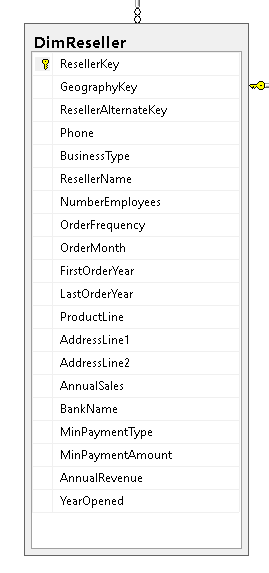 DimReseller
ResellerKey
GeographyKey
ResellerAlternateKey
Phone
BusinessType
ResellerName
NumberEmployees
OrderFrequency
OrderMonth
FirstOrderYear
LastOrderYear
ProductLine
AddressLine1
AddressLine2
AnnualSales
BankName
MinPaymentType
MinPaymentAmount
AnnualRevenue
YearOpened